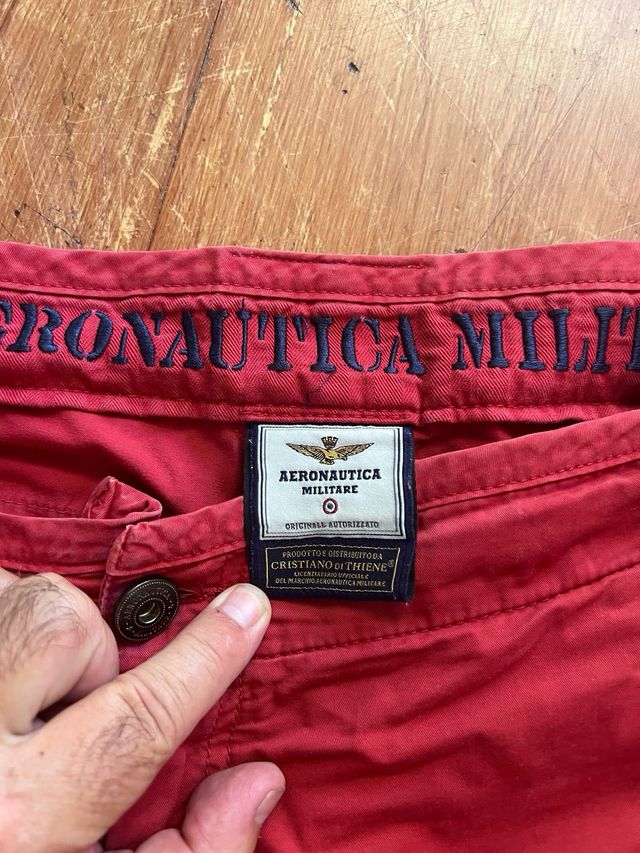 ERONAUTICA MILIT
AERONAUTICA
MILITARE
ORIGINALE AUTORIZZATO
PRODOTTO E DISTRIBUITO DA
CRISTIANO DI THIENE®
LICENZIATARIO UFFICIALE
DEL MARCHIO AERONAUTICA MILITARE